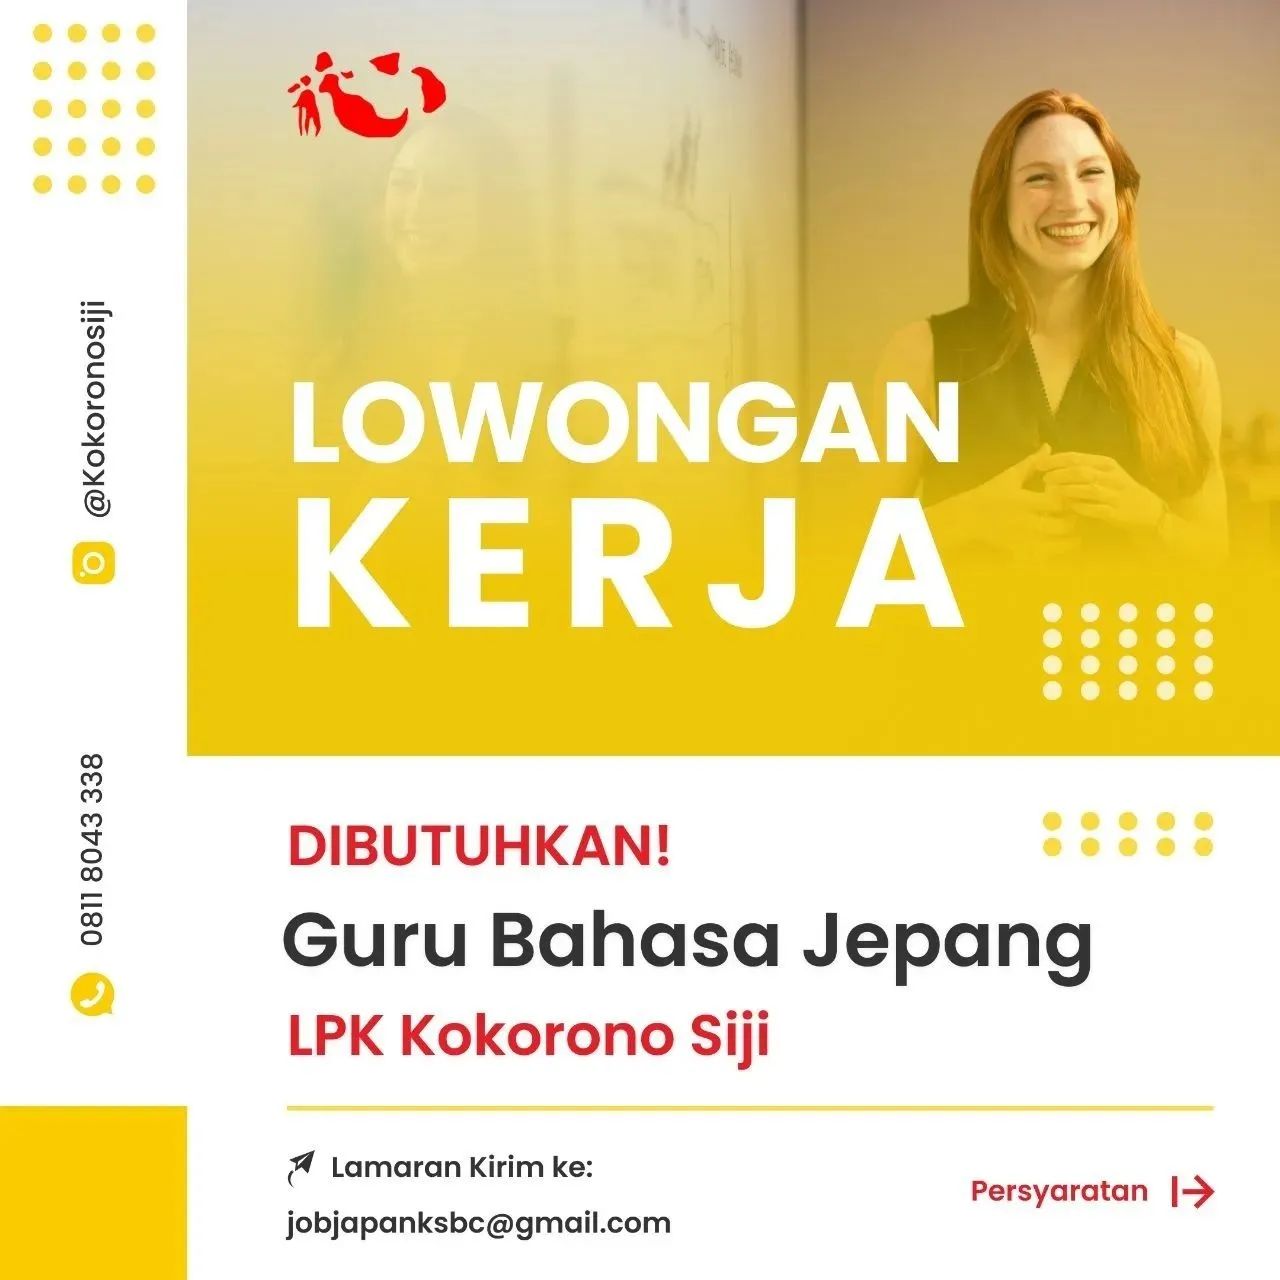 @Kokoronosiji
0811 8043 338
LOWONGAN
KERJA
DIBUTUHKAN!
Guru Bahasa Jepang
LPK Kokorono Siji
Lamaran Kirim ke:
jobjapanksbc@gmail.com
Persyaratan